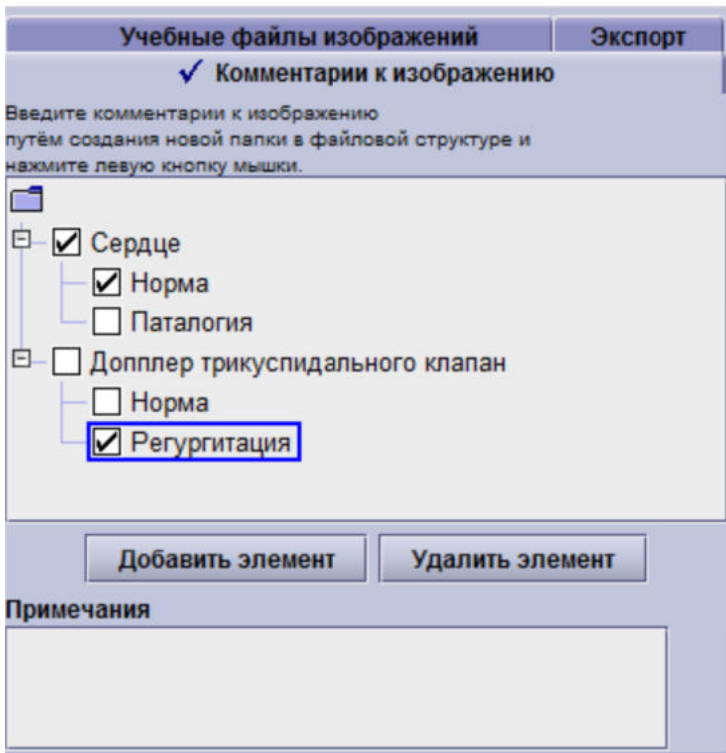 Учебные файлы изображений
Экспорт
Комментарии к изображению
Введите комментарии к изображению
путём создания новой папки в файловой структуре и
нажмите левую кнопку мышки.
Сердце
Норма
Паталогия
Допплер трикуспидального клапан
Норма
Регургитация
Добавить элемент
Удалить элемент
Примечания